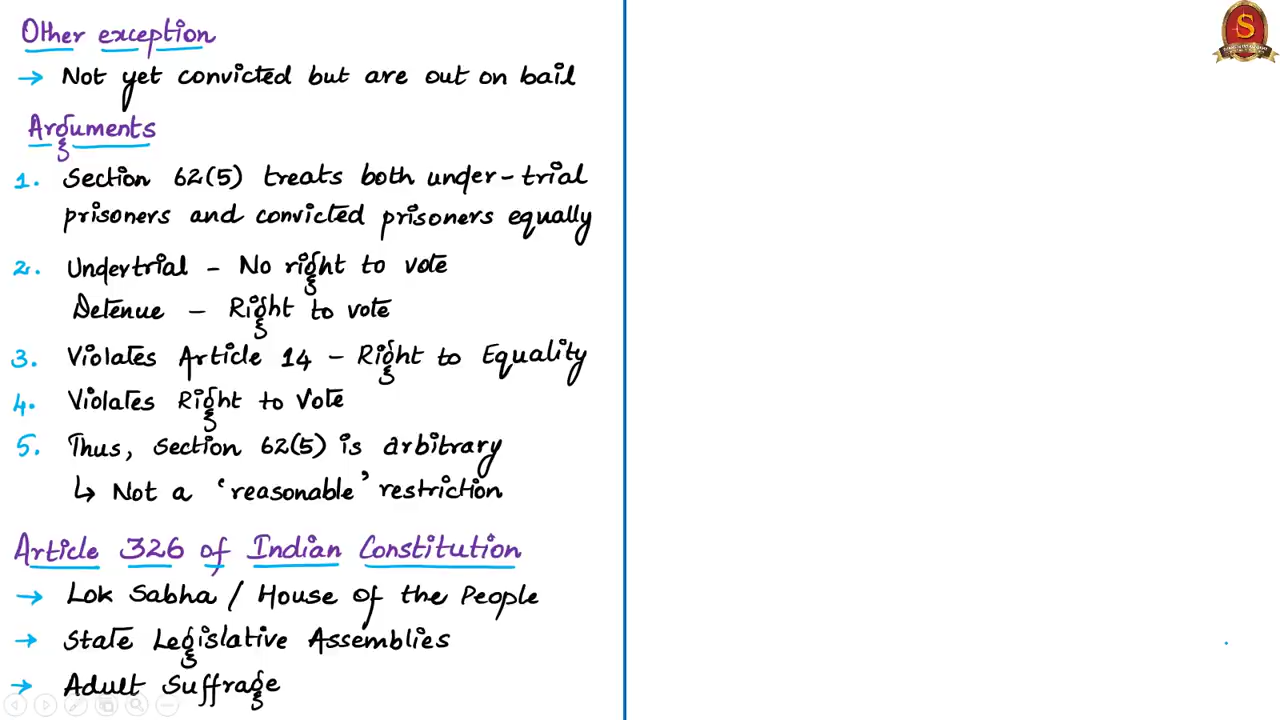 Other exception
→ Not yet convicted but are out on bail
Arguments
1. Section 62(5) treats both under-trial
prisoners and convicted prisoners equally
2. Undertrial - No right to vote
Detenue - Right to vote
3. Violates Article 14 - Right to Equality
4. Violates Right to Vote
5. Thus, Section 62(5) is arbitrary
↳ Not a 'reasonable' restriction
Article 326 of Indian Constitution
→ Lok Sabha / House of the People
→ State Legislative Assemblies
→ Adult Suffrage
S